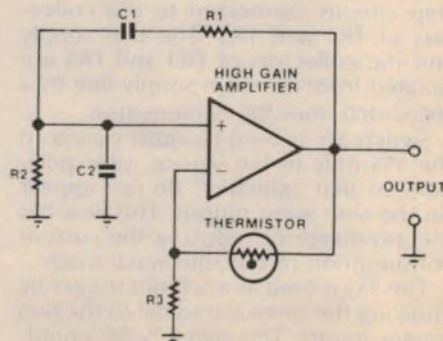 C1
R1
HIGH GAIN
AMPLIFIER
+
−
R2
C2
OUTPUT
THERMISTOR
R3